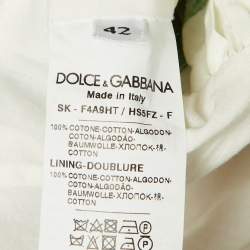 42
DOLCE & GABBANA
Made in Italy
SK - F4A9HT / HS5FZ - F
100% COTONE-COTTON-ALGODON-
COTON-ALGODÃO-
BAUMWOLLE-ХЛОПОК-棉-
COTTON
LINING-DOUBLURE
100% COTONE-COTTON-ALGODON-
COTON-ALGODÃO-
BAUMWOLLE-ХЛОПОК-棉-
COTTON